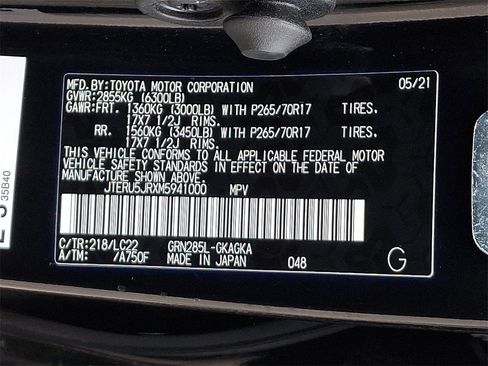 MFD.BY:TOYOTA MOTOR CORPORATION 05/21
GVWR:2855KG (6300LB)
GAWR:FRT. 1360KG (3000LB) WITH P265/70R17 TIRES.
17X7 1/2J RIMS.
RR. 1560KG (3450LB) WITH P265/70R17 TIRES.
17X7 1/2J RIMS.
THIS VEHICLE CONFORMS TO ALL APPLICABLE FEDERAL MOTOR
VEHICLE SAFETY STANDARDS IN EFFECT ON THE DATE OF
MANUFACTURE SHOWN ABOVE.
JTERU5JRXM5941000 MPV
C/TR:218/LC22 GRN285L-GKAGKA
A/TM: /A750F MADE IN JAPAN 048 G
35B40